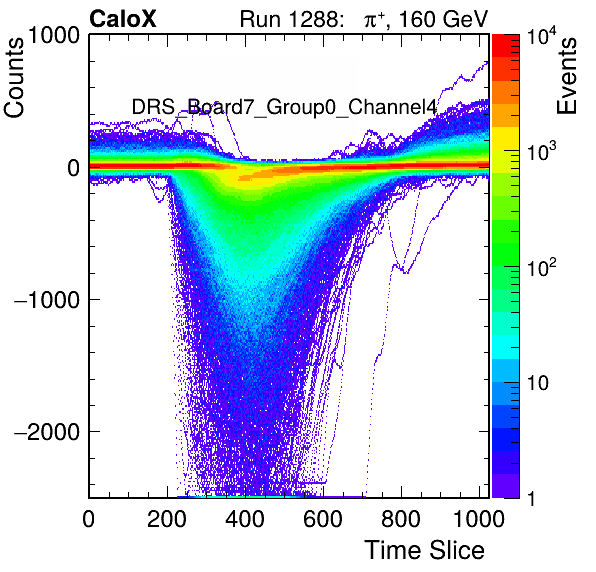 CaloX Run 1288: π⁺, 160 GeV
DRS_Board7_Group0_Channel4
Counts
1000
0
−1000
−2000
0 200 400 600 800 1000
Time Slice
Events
10⁴
10³
10²
10
1